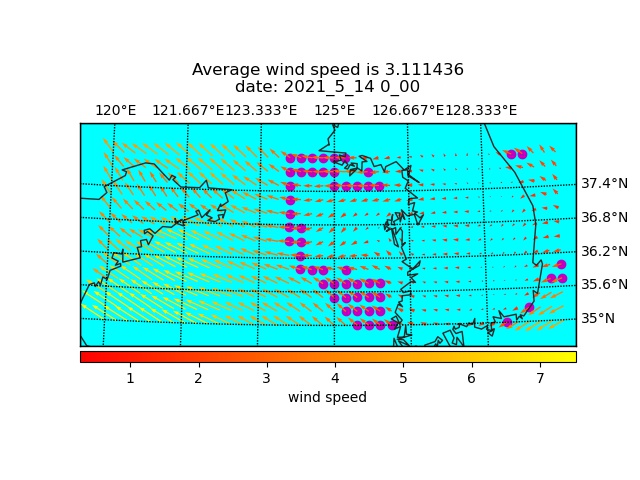 Average wind speed is 3.111436
date: 2021_5_14 0_00
120°E 121.667°E 123.333°E 125°E 126.667°E 128.333°E
37.4°N
36.8°N
36.2°N
35.6°N
35°N
1 2 3 4 5 6 7
wind speed